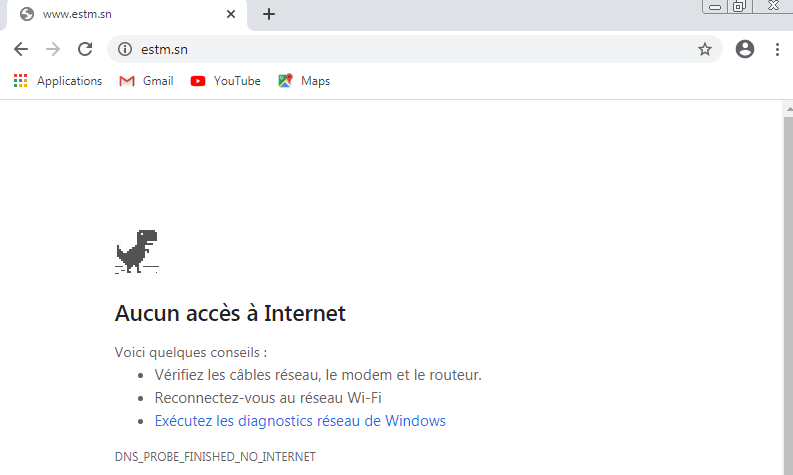 www.estm.sn
estm.sn
Applications Gmail YouTube Maps
Aucun accès à Internet
Voici quelques conseils :
Vérifiez les câbles réseau, le modem et le routeur.
Reconnectez-vous au réseau Wi-Fi
Exécutez les diagnostics réseau de Windows
DNS_PROBE_FINISHED_NO_INTERNET